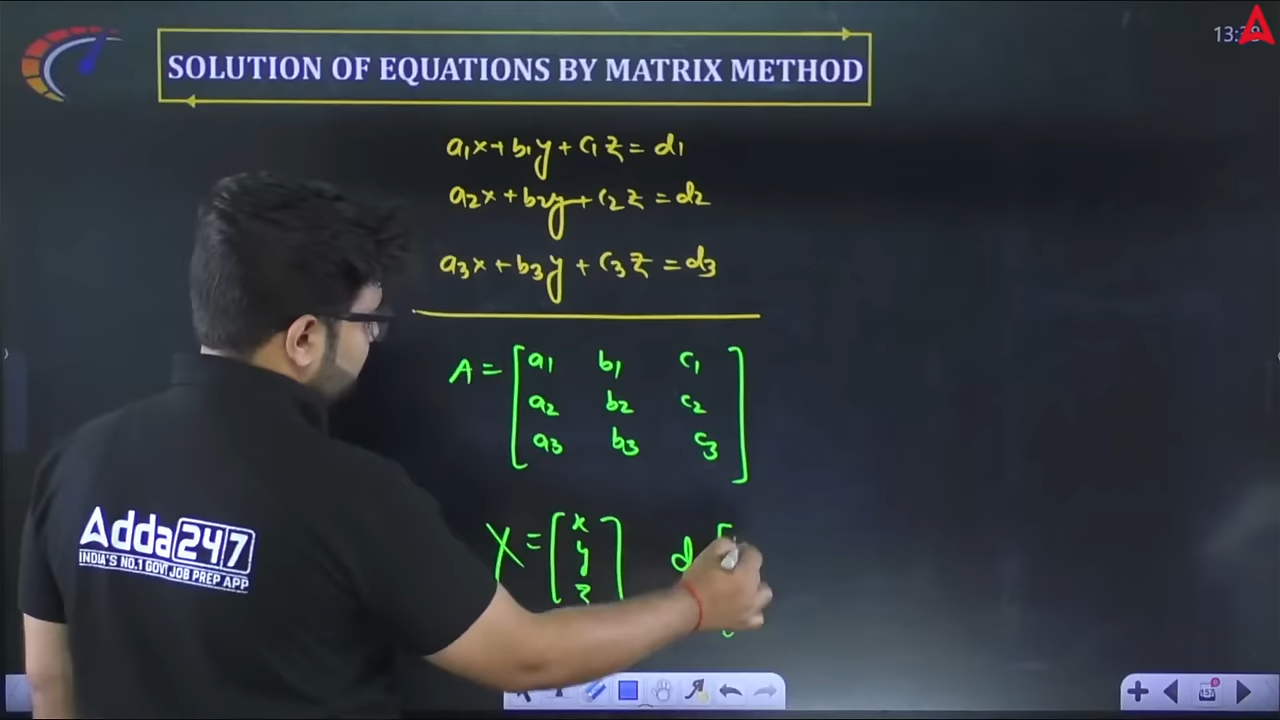 SOLUTION OF EQUATIONS BY MATRIX METHOD
a₁x + b₁y + c₁z = d₁
a₂x + b₂y + c₂z = d₂
a₃x + b₃y + c₃z = d₃
A = [a₁ b₁ c₁
a₂ b₂ c₂
a₃ b₃ c₃]
X = [x
y
z] d [
Adda247
INDIA'S NO.1 GOVT JOB PREP APP
157